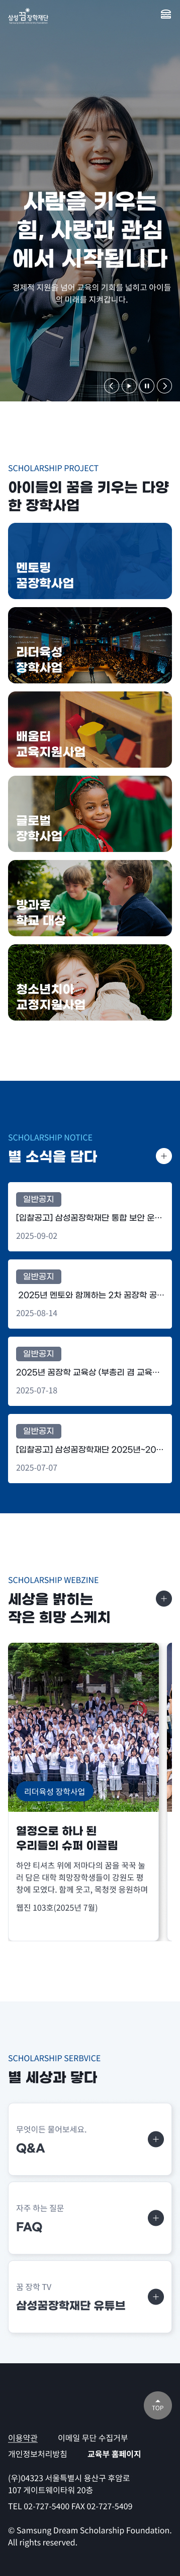 삼성꿈장학재단
사람을 키우는
힘, 사랑과 관심
에서 시작됩니다
경제적 지원을 넘어 교육의 기회를 넓히고 아이들
의 미래를 지켜갑니다.
SCHOLARSHIP PROJECT
아이들의 꿈을 키우는 다양
한 장학사업
멘토링
꿈장학사업
리더육성
장학사업
배움터
교육지원사업
글로벌
장학사업
방과후
학교 대상
청소년치아
교정지원사업
SCHOLARSHIP NOTICE
별 소식을 담다
일반공지
[입찰공고] 삼성꿈장학재단 통합 보안 운…
2025-09-02
일반공지
2025년 멘토와 함께하는 2차 꿈장학 공…
2025-08-14
일반공지
2025년 꿈장학 교육상 (부총리 겸 교육…
2025-07-18
일반공지
[입찰공고] 삼성꿈장학재단 2025년~20…
2025-07-07
SCHOLARSHIP WEBZINE
세상을 밝히는
작은 희망 스케치
리더육성 장학사업
열정으로 하나 된
우리들의 슈퍼 이끌림
하얀 티셔츠 위에 저마다의 꿈을 꾹꾹 눌
러 담은 대학 희망장학생들이 강원도 평
창에 모였다. 함께 웃고, 목청껏 응원하며
웹진 103호(2025년 7월)
SCHOLARSHIP SERBVICE
별 세상과 닿다
무엇이든 물어보세요.
Q&A
자주 하는 질문
FAQ
꿈 장학 TV
삼성꿈장학재단 유튜브
TOP
이용약관 이메일 무단 수집거부
개인정보처리방침 교육부 홈페이지
(우)04323 서울특별시 용산구 후암로
107 게이트웨이타워 20층
TEL 02-727-5400 FAX 02-727-5409
© Samsung Dream Scholarship Foundation.
All rights reserved.